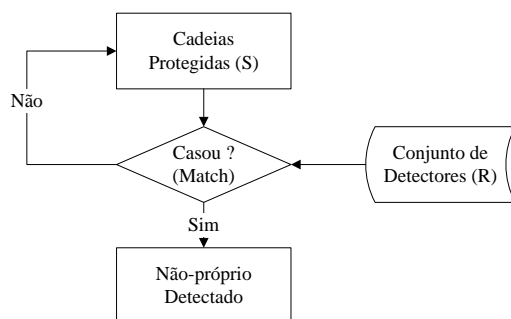 Cadeias
Protegidas (S)
Não
Casou ?
(Match)
Conjunto de
Detectores (R)
Sim
Não-próprio
Detectado